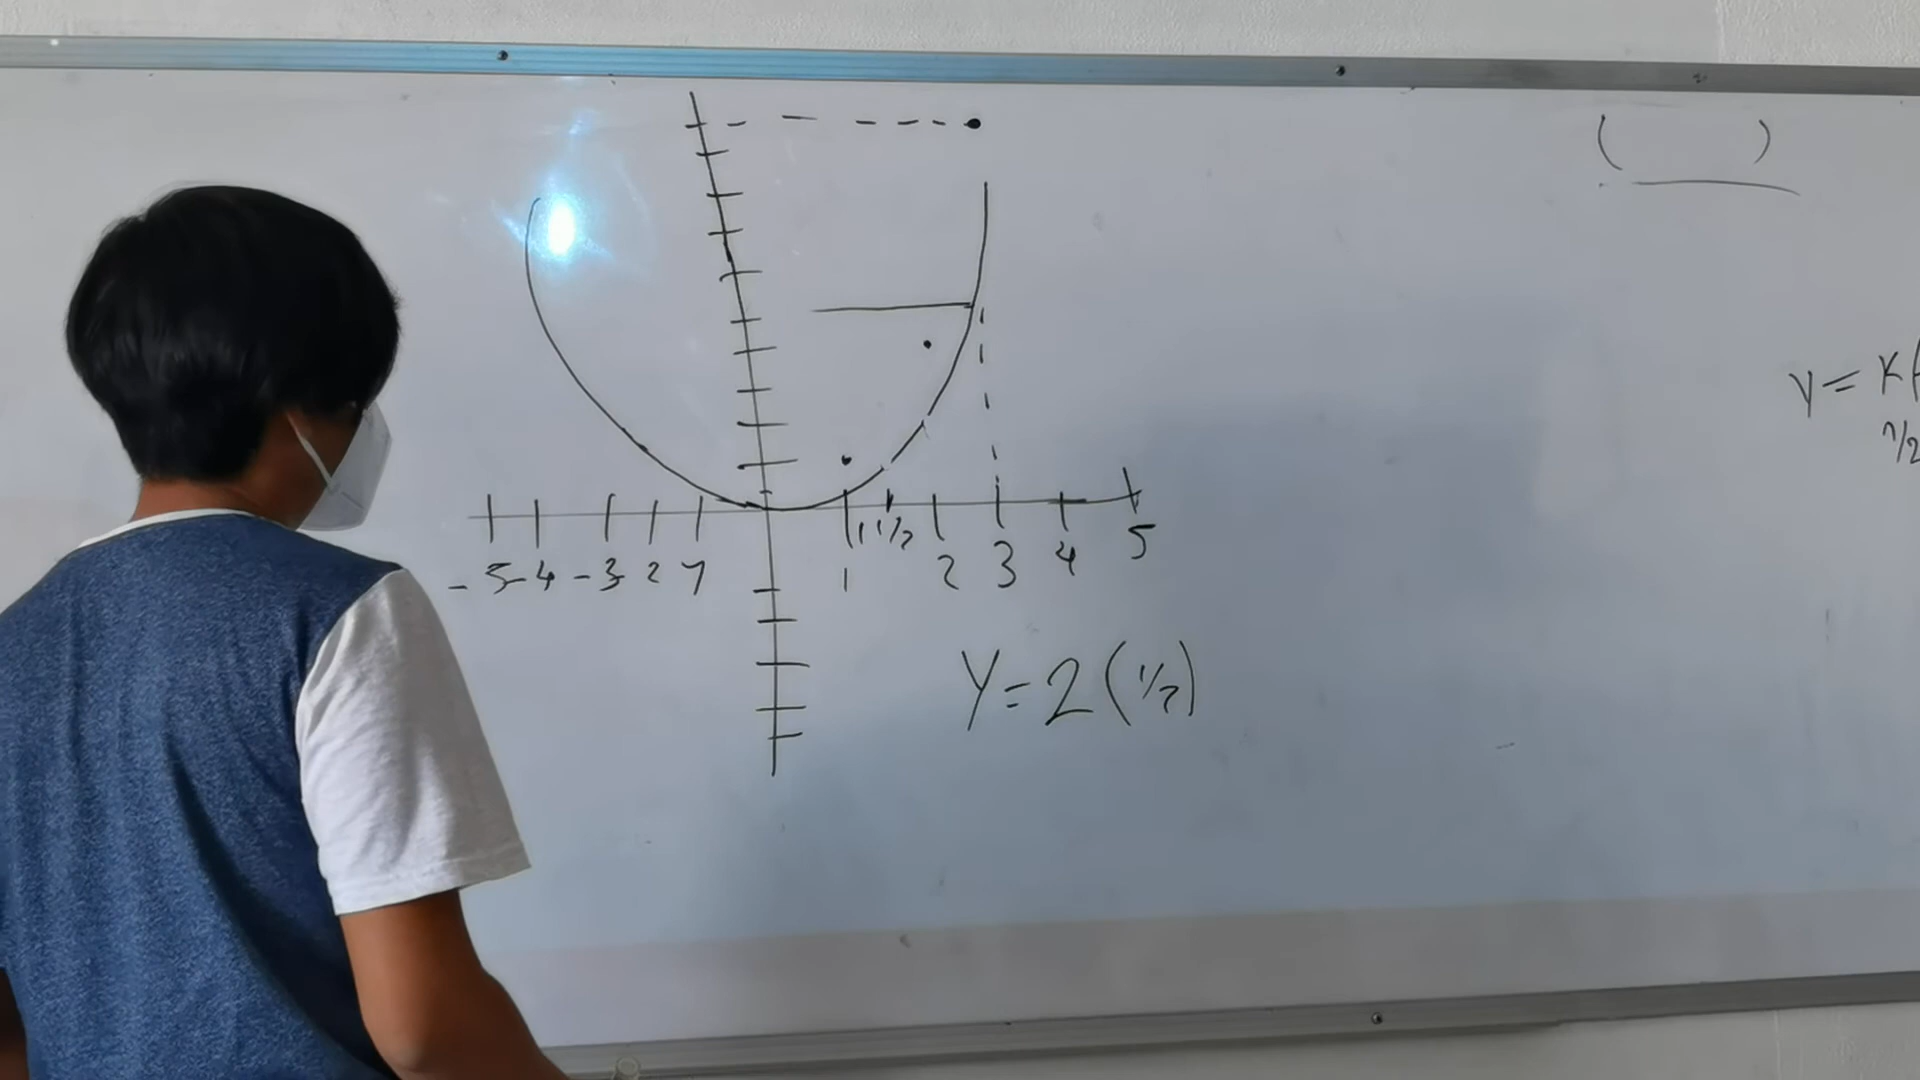 (      )
y = K(
1/2
1 1/2
-5 -4 -3 2 1 1 2 3 4 5
Y = 2 (1/2)